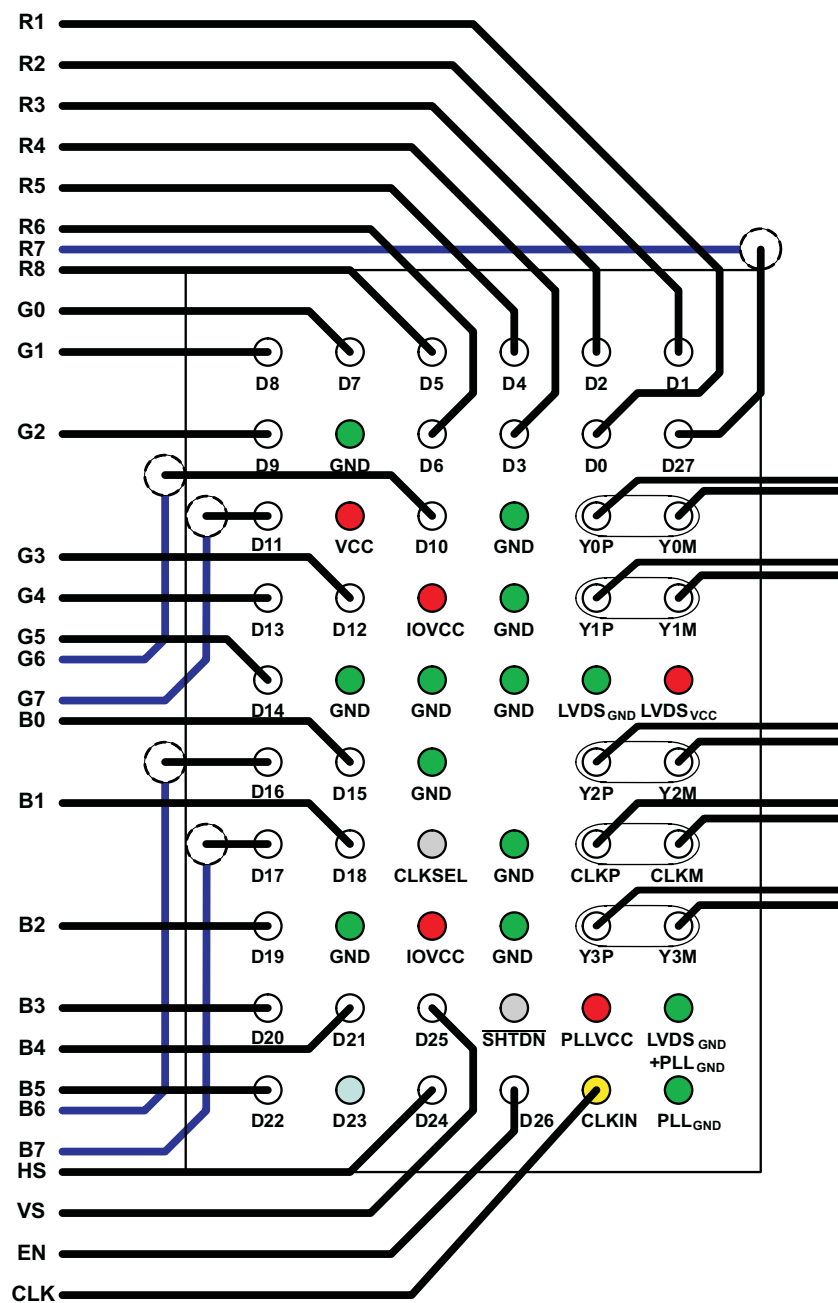 R1
R2
R3
R4
R5
R6
R7
R8
G0
G1
D8 D7 D5 D4 D2 D1
G2
D9 GND D6 D3 D0 D27
D11 VCC D10 GND Y0P Y0M
G3
G4
D13 D12 IOVCC GND Y1P Y1M
G5
G6
G7
D14 GND GND GND LVDSGND LVDSVCC
B0
D16 D15 GND Y2P Y2M
B1
D17 D18 CLKSEL GND CLKP CLKM
B2
D19 GND IOVCC GND Y3P Y3M
B3
D20 D21 D25 SHTDN PLLVCC LVDSGND
+PLLGND
B4
B5
B6
D22 D23 D24 D26 CLKIN PLLGND
B7
HS
VS
EN
CLK